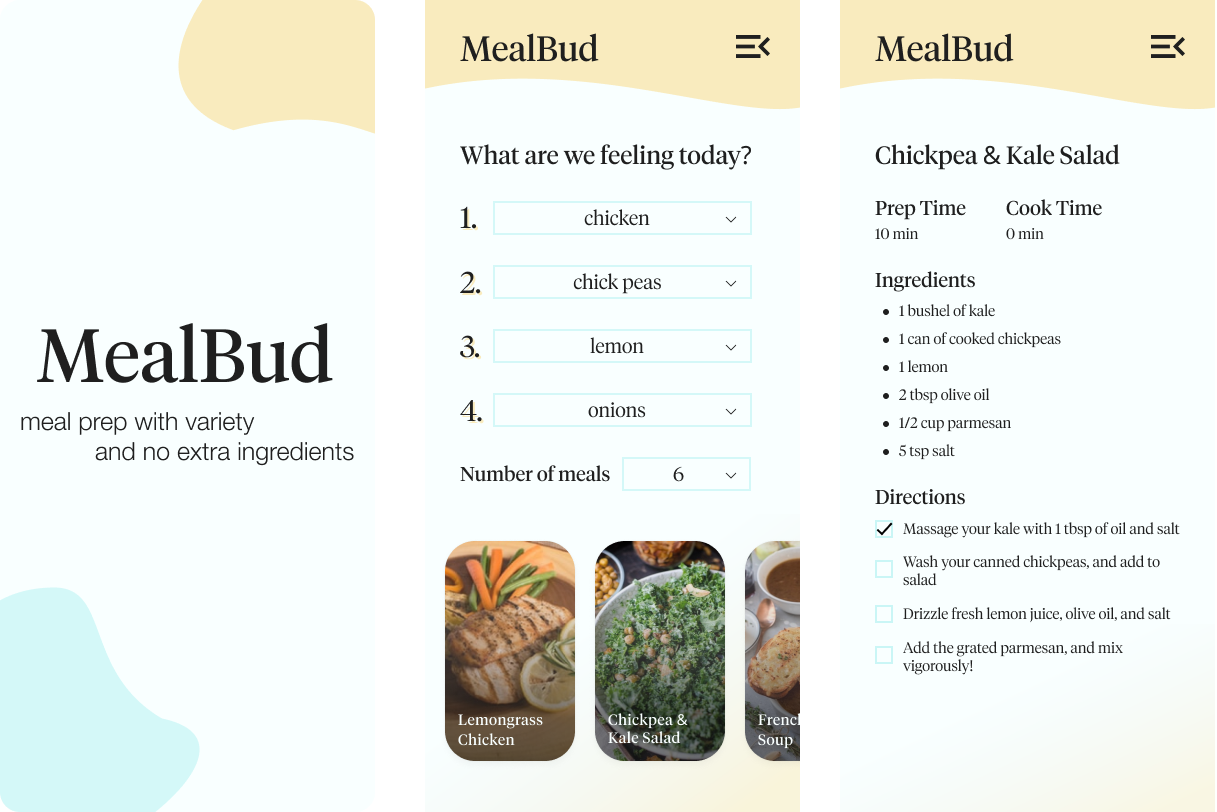 MealBud
meal prep with variety
and no extra ingredients
MealBud
What are we feeling today?
1. chicken
2. chick peas
3. lemon
4. onions
Number of meals 6
Lemongrass
Chicken
Chickpea &
Kale Salad
Soup
MealBud
Chickpea & Kale Salad
Prep Time Cook Time
10 min 0 min
Ingredients
• 1 bushel of kale
• 1 can of cooked chickpeas
• 1 lemon
• 2 tbsp olive oil
• 1/2 cup parmesan
• 5 tsp salt
Directions
Massage your kale with 1 tbsp of oil and salt
Wash your canned chickpeas, and add to
salad
Drizzle fresh lemon juice, olive oil, and salt
Add the grated parmesan, and mix
vigorously!